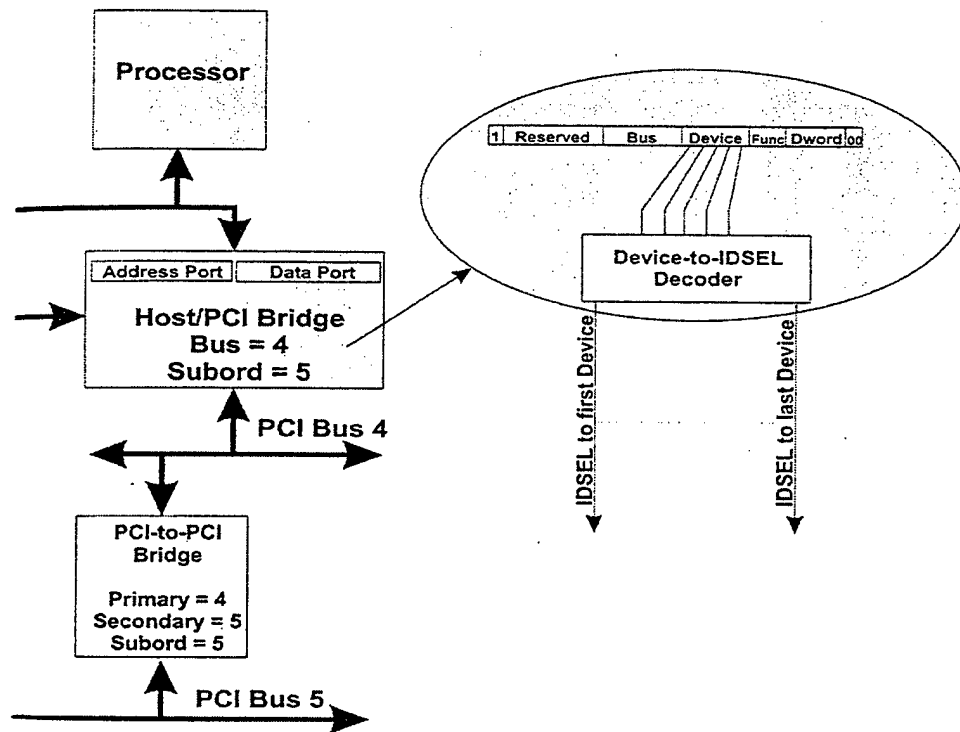 Processor
1 Reserved Bus Device Func Dword 00
Device-to-IDSEL
Decoder
Address Port Data Port
Host/PCI Bridge
Bus = 4
Subord = 5
IDSEL to first Device
IDSEL to last Device
PCI Bus 4
PCI-to-PCI
Bridge
Primary = 4
Secondary = 5
Subord = 5
PCI Bus 5